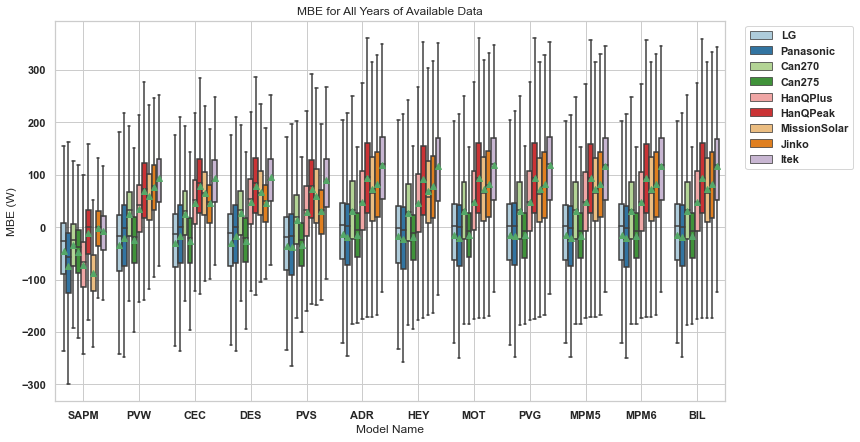 MBE for All Years of Available Data
LG
Panasonic
Can270
Can275
HanQPlus
HanQPeak
MissionSolar
Jinko
Itek
MBE (W)
300
200
100
0
−100
−200
−300
SAPM PVW CEC DES PVS ADR HEY MOT PVG MPM5 MPM6 BIL
Model Name